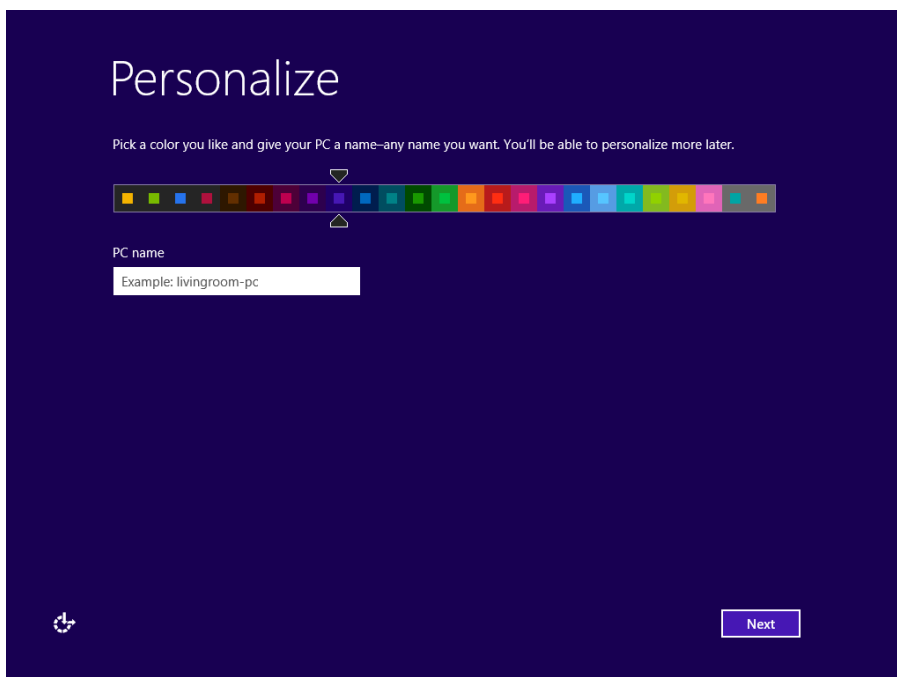 Personalize
Pick a color you like and give your PC a name–any name you want. You'll be able to personalize more later.
PC name
Example: livingroom-pc
Next